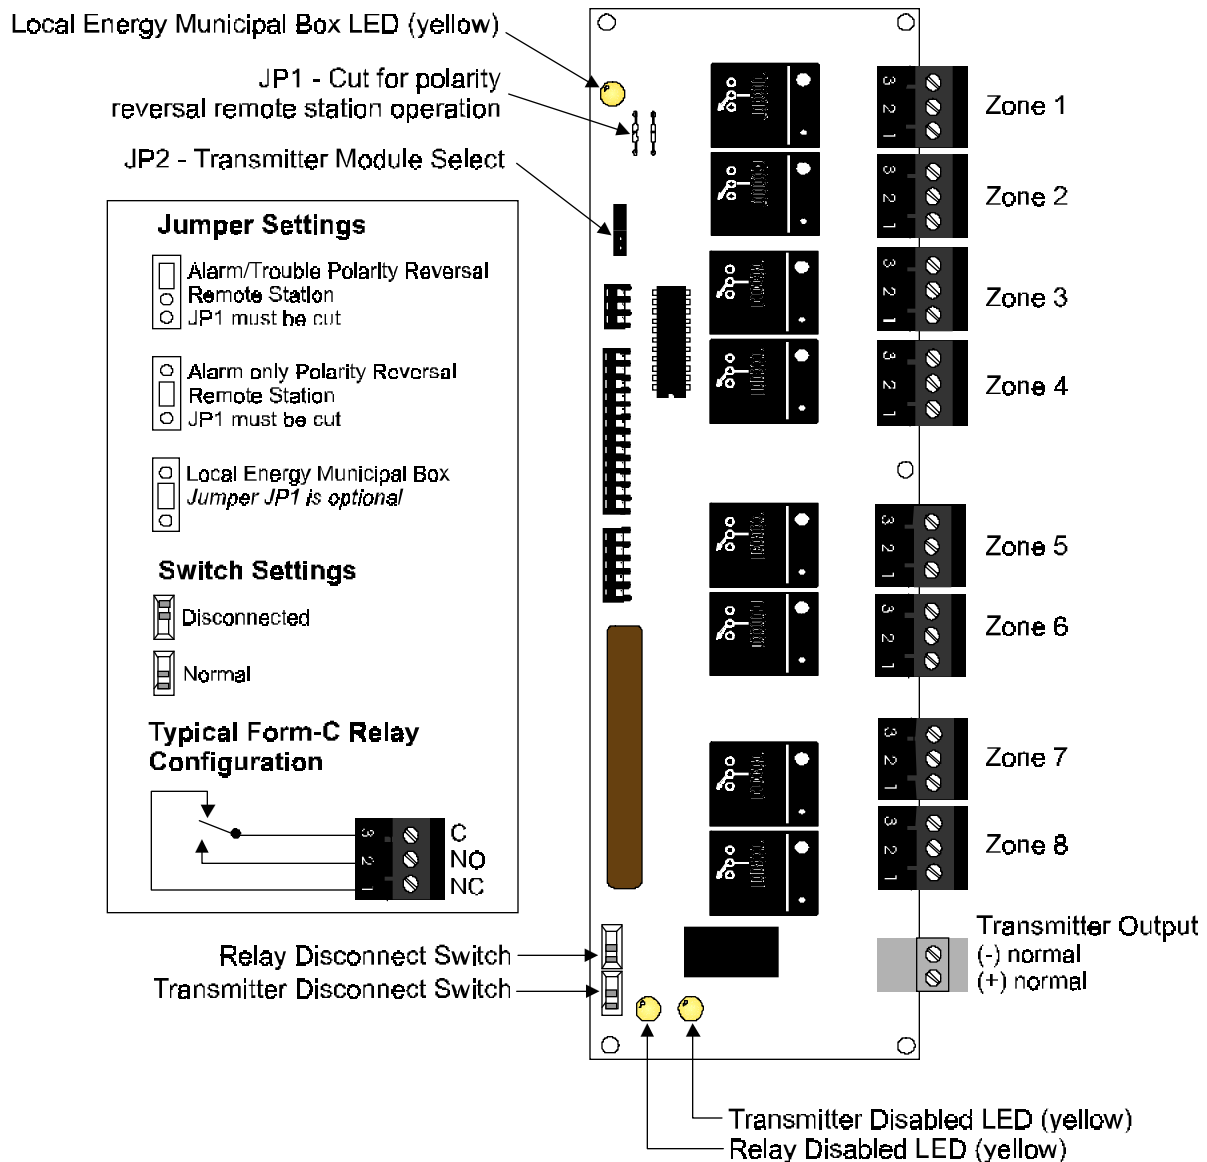 Local Energy Municipal Box LED (yellow)
JP1 - Cut for polarity
reversal remote station operation
JP2 - Transmitter Module Select
Jumper Settings
Alarm/Trouble Polarity Reversal
Remote Station
JP1 must be cut
Alarm only Polarity Reversal
Remote Station
JP1 must be cut
Local Energy Municipal Box
Jumper JP1 is optional
Switch Settings
Disconnected
Normal
Typical Form-C Relay
Configuration
3 C
2 NO
1 NC
3
2
1
Zone 1
3
2
1
Zone 2
3
2
1
Zone 3
3
2
1
Zone 4
3
2
1
Zone 5
3
2
1
Zone 6
3
2
1
Zone 7
3
2
1
Zone 8
Transmitter Output
(-) normal
(+) normal
Relay Disconnect Switch
Transmitter Disconnect Switch
Transmitter Disabled LED (yellow)
Relay Disabled LED (yellow)